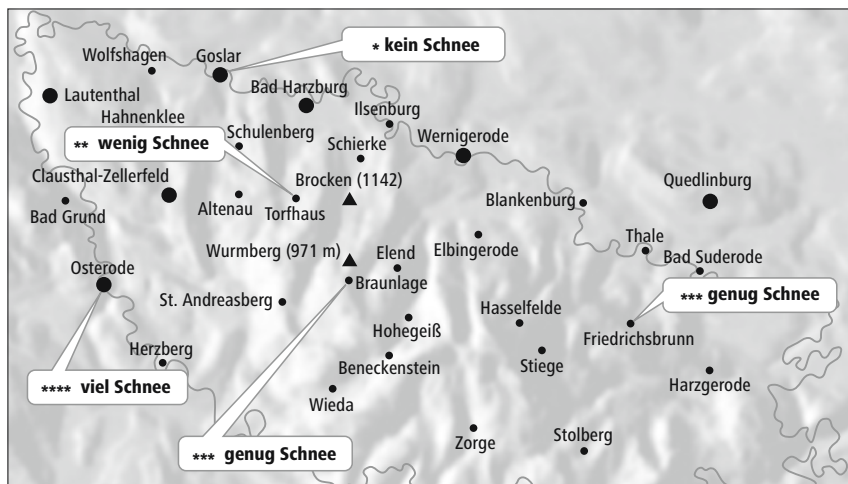 Wolfshagen
Goslar
* kein Schnee
Lautenthal
Bad Harzburg
Hahnenklee
Ilsenburg
Schulenberg
Wernigerode
** wenig Schnee
Schierke
Clausthal-Zellerfeld
Brocken (1142)
Quedlinburg
Bad Grund
Altenau
Torfhaus
Blankenburg
Thale
Wurmberg (971 m)
Elend
Elbingerode
Bad Suderode
Osterode
Braunlage
*** genug Schnee
St. Andreasberg
Hasselfelde
Hohegeiß
Friedrichsbrunn
Herzberg
Beneckenstein
Stiege
**** viel Schnee
Harzgerode
Wieda
*** genug Schnee
Zorge
Stolberg